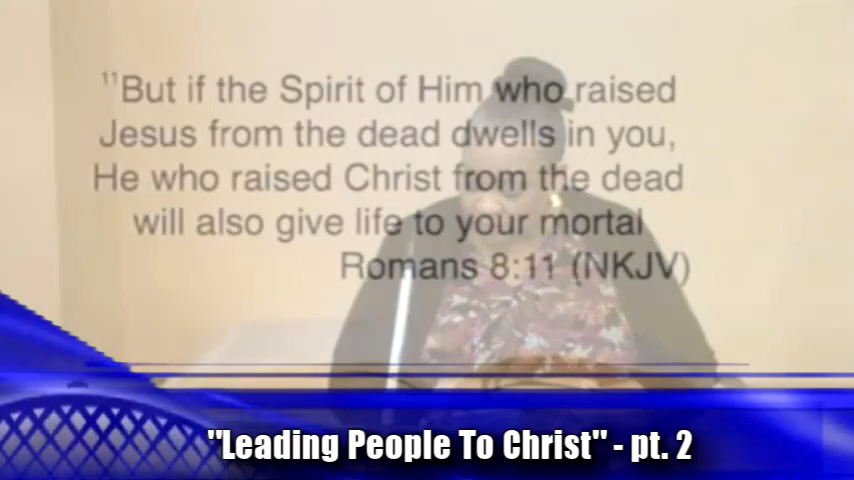 ¹¹But if the Spirit of Him who raised
Jesus from the dead dwells in you,
He who raised Christ from the dead
will also give life to your mortal
Romans 8:11 (NKJV)
"Leading People To Christ" - pt. 2